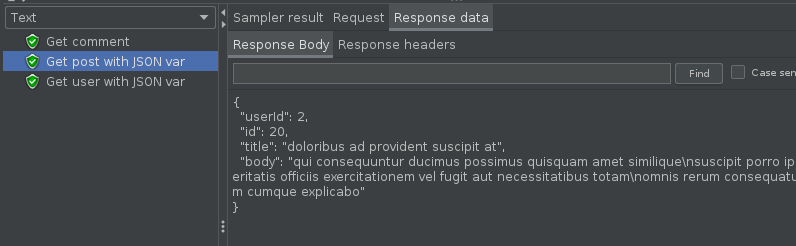 Text
Get comment
Get post with JSON var
Get user with JSON var
Sampler result Request Response data
Response Body Response headers
Find Case sen
{
"userId": 2,
"id": 20,
"title": "doloribus ad provident suscipit at",
"body": "qui consequuntur ducimus possimus quisquam amet similique\nsuscipit porro ip
eritatis officiis exercitationem vel fugit aut necessitatibus totam\nomnis rerum consequatu
m cumque explicabo"
}